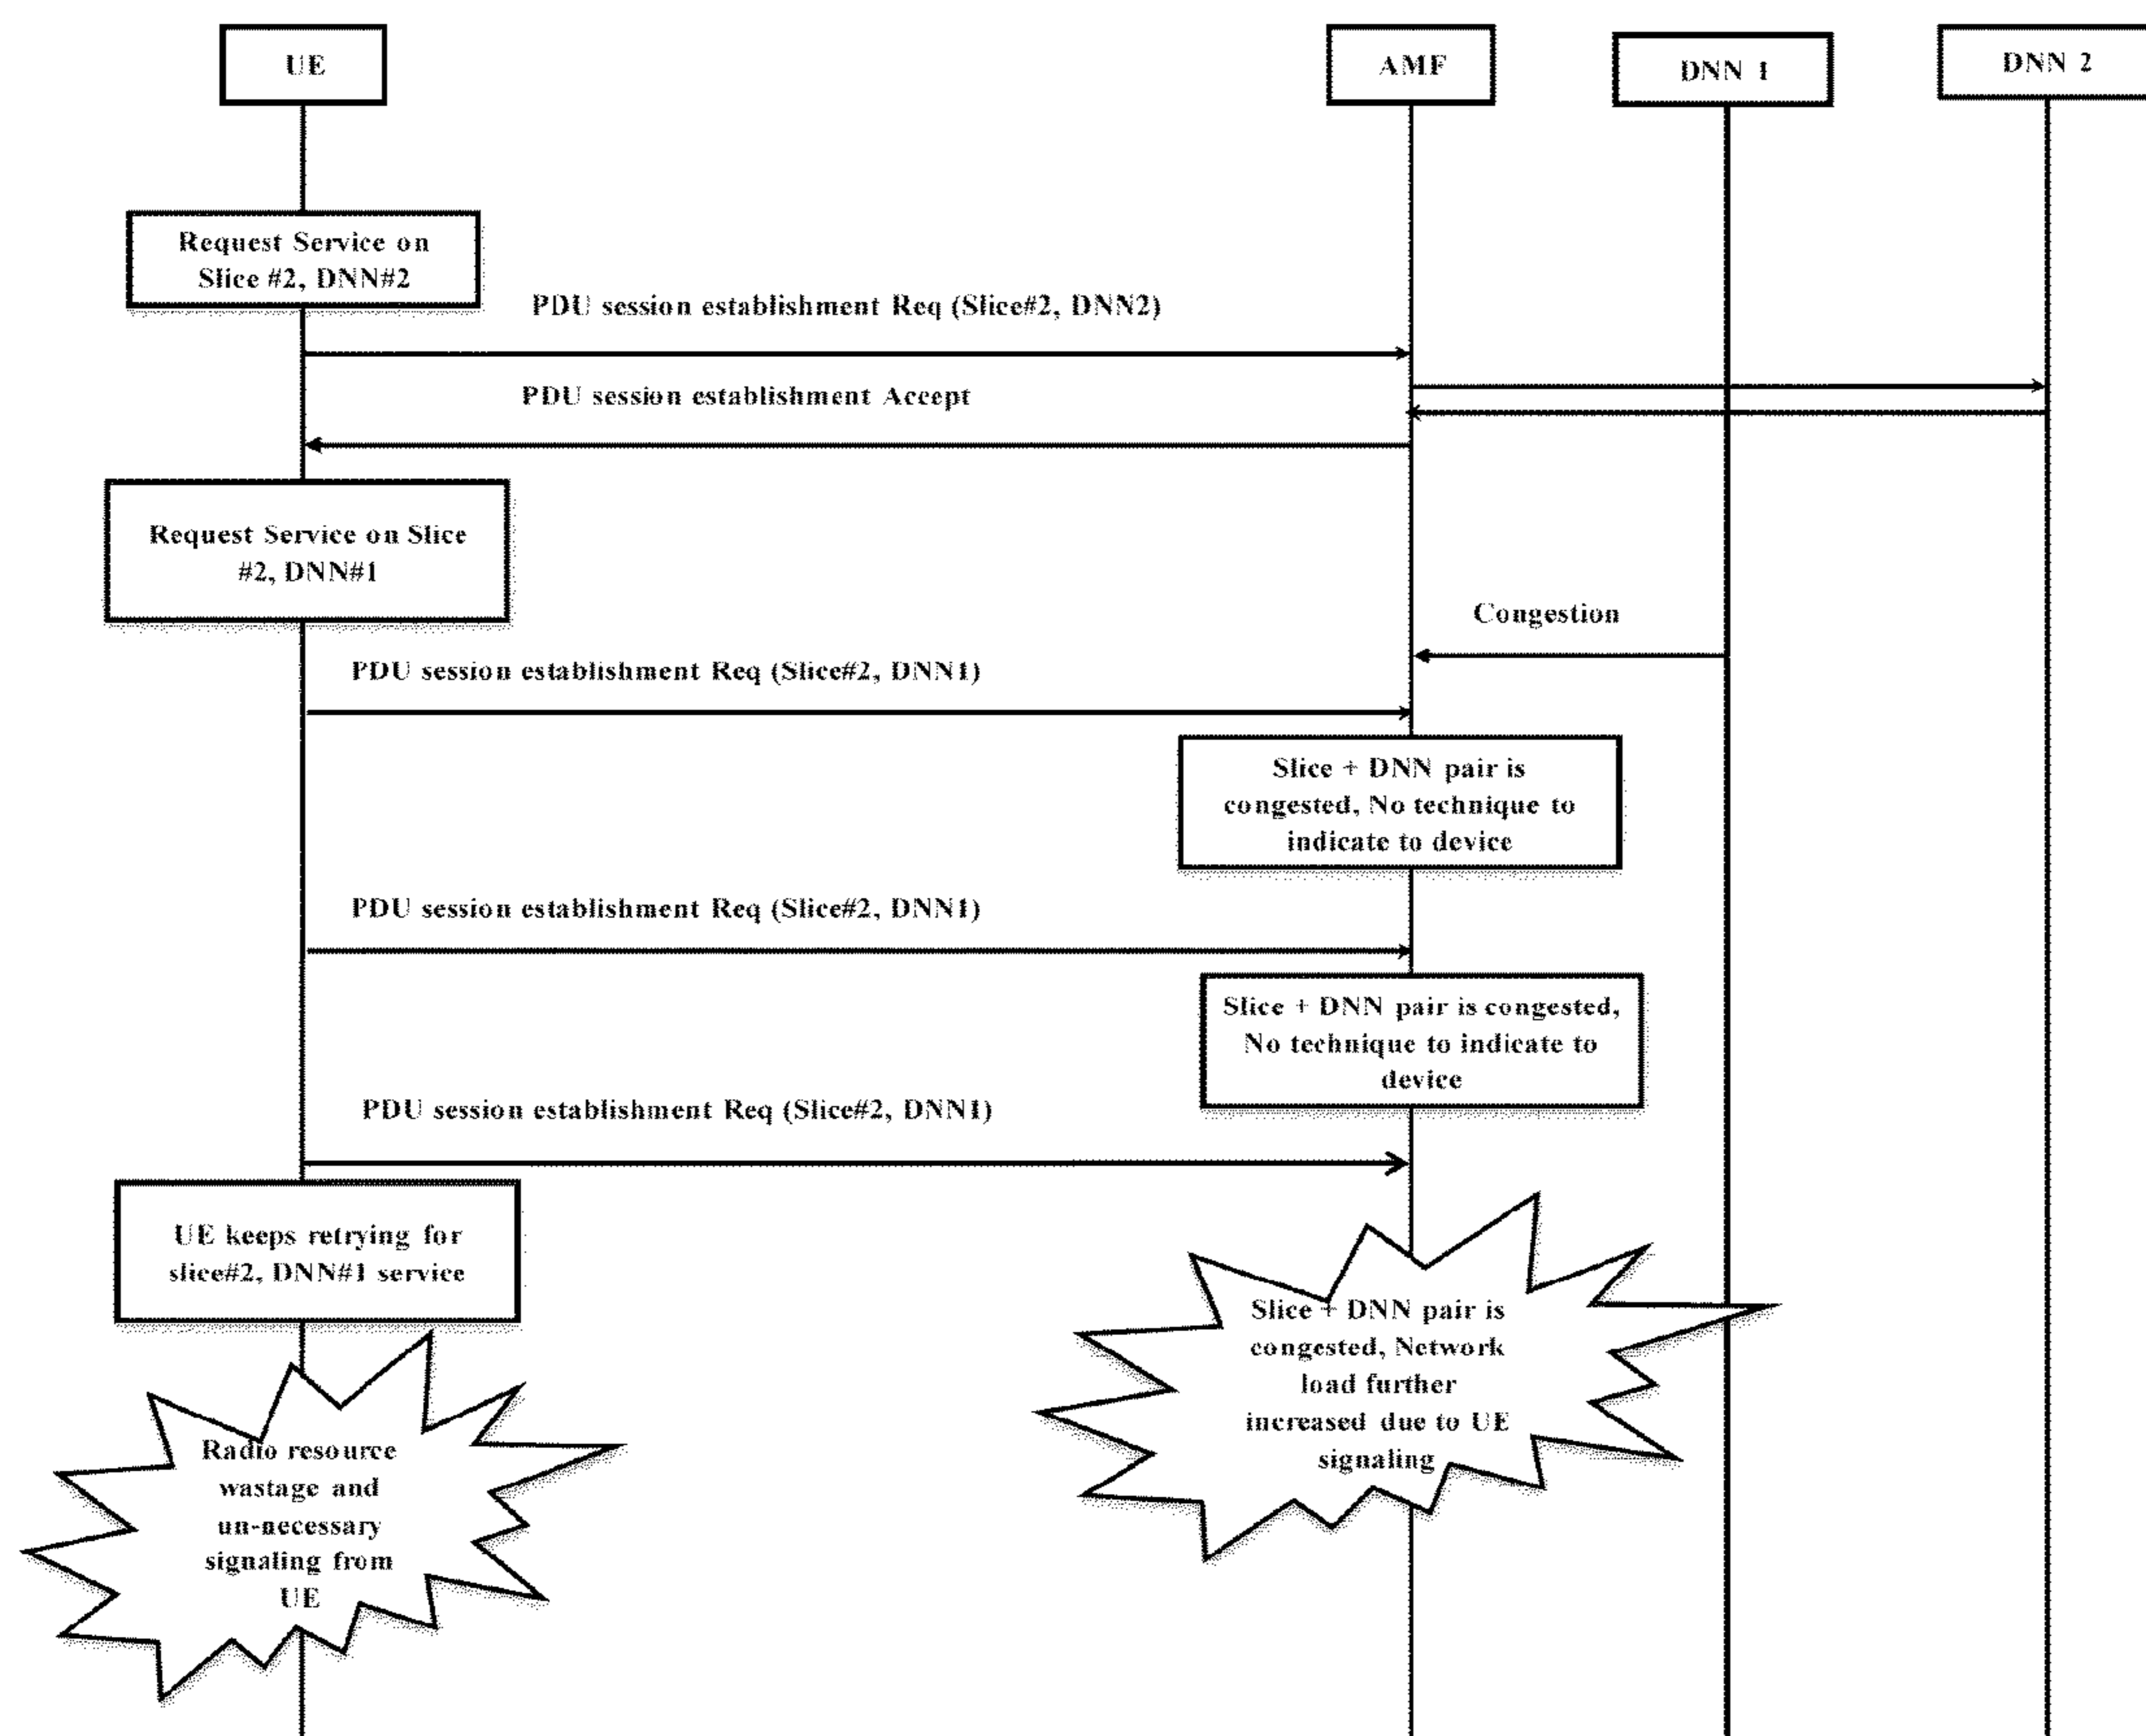 UE
AMF
DNN 1
DNN 2
Request Service on
Slice #2, DNN#2
PDU session establishment Req (Slice#2, DNN2)
PDU session establishment Accept
Request Service on Slice
#2, DNN#1
Congestion
PDU session establishment Req (Slice#2, DNN1)
Slice + DNN pair is
congested, No technique to
indicate to device
PDU session establishment Req (Slice#2, DNN1)
Slice + DNN pair is congested,
No technique to indicate to
device
PDU session establishment Req (Slice#2, DNN1)
UE keeps retrying for
slice#2, DNN#1 service
Slice + DNN pair is
congested, Network
load further
increased due to UE
signaling
Radio resource
wastage and
un-necessary
signaling from
UE